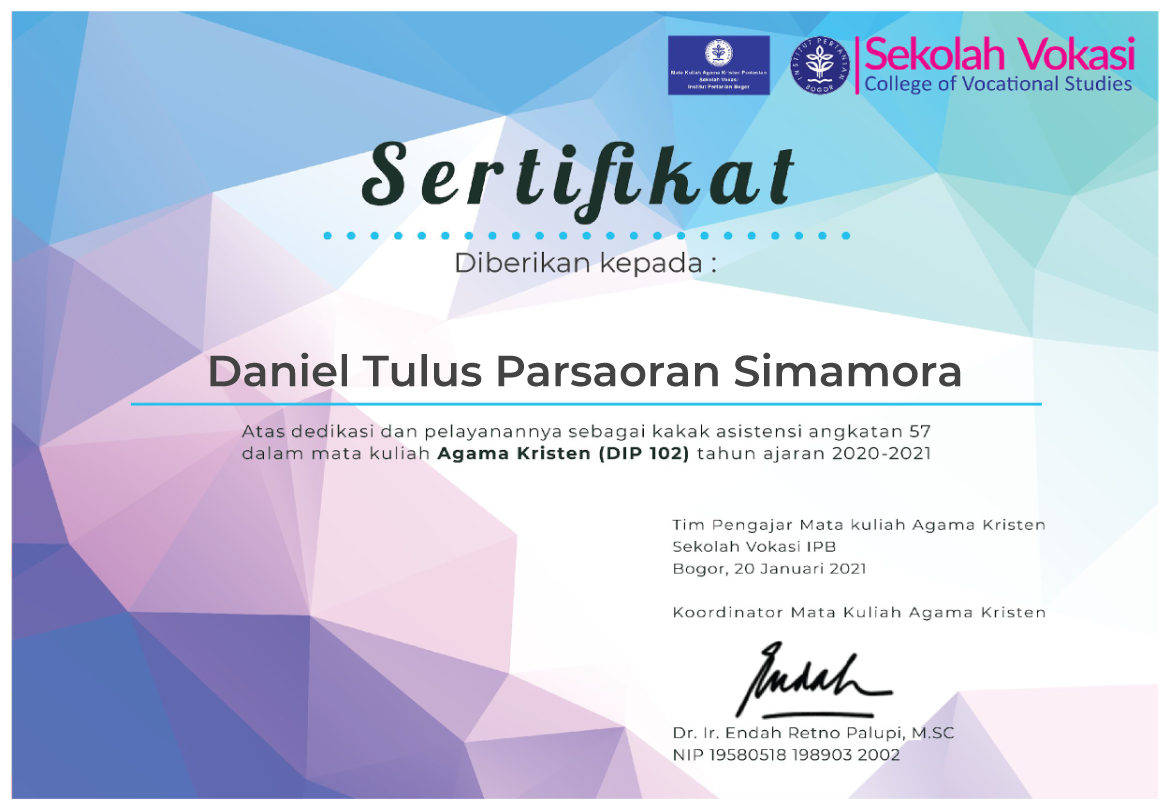 Mata Kuliah Agama Kristen Protestan
Sekolah Vokasi
Institut Pertanian Bogor
INSTITUT PERTANIAN
BOGOR
Sekolah Vokasi
College of Vocational Studies
Sertifikat
Diberikan kepada :
Daniel Tulus Parsaoran Simamora
Atas dedikasi dan pelayanannya sebagai kakak asistensi angkatan 57
dalam mata kuliah Agama Kristen (DIP 102) tahun ajaran 2020-2021
Tim Pengajar Mata kuliah Agama Kristen
Sekolah Vokasi IPB
Bogor, 20 Januari 2021
Koordinator Mata Kuliah Agama Kristen
Endah
Dr. Ir. Endah Retno Palupi, M.SC
NIP 19580518 198903 2002